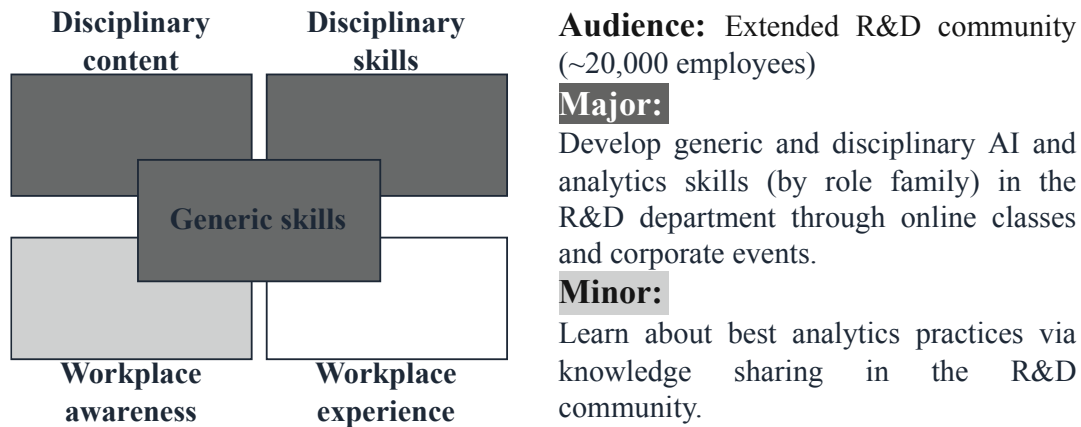 Disciplinary
content
Disciplinary
skills
Generic skills
Workplace
awareness
Workplace
experience
Audience: Extended R&D community
(~20,000 employees)
Major:
Develop generic and disciplinary AI and
analytics skills (by role family) in the
R&D department through online classes
and corporate events.
Minor:
Learn about best analytics practices via
knowledge sharing in the R&D
community.